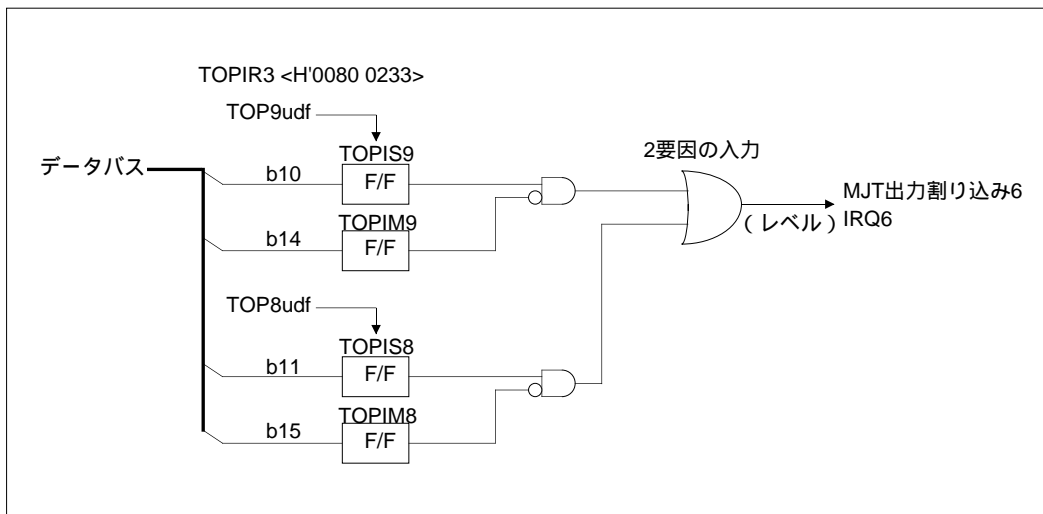 TOPIR3 <H'0080 0233>
TOP9udf
データバス
b10
TOPIS9
F/F
b14
TOPIM9
F/F
2要因の入力
MJT出力割り込み6
(レベル)
IRQ6
TOP8udf
b11
TOPIS8
F/F
b15
TOPIM8
F/F